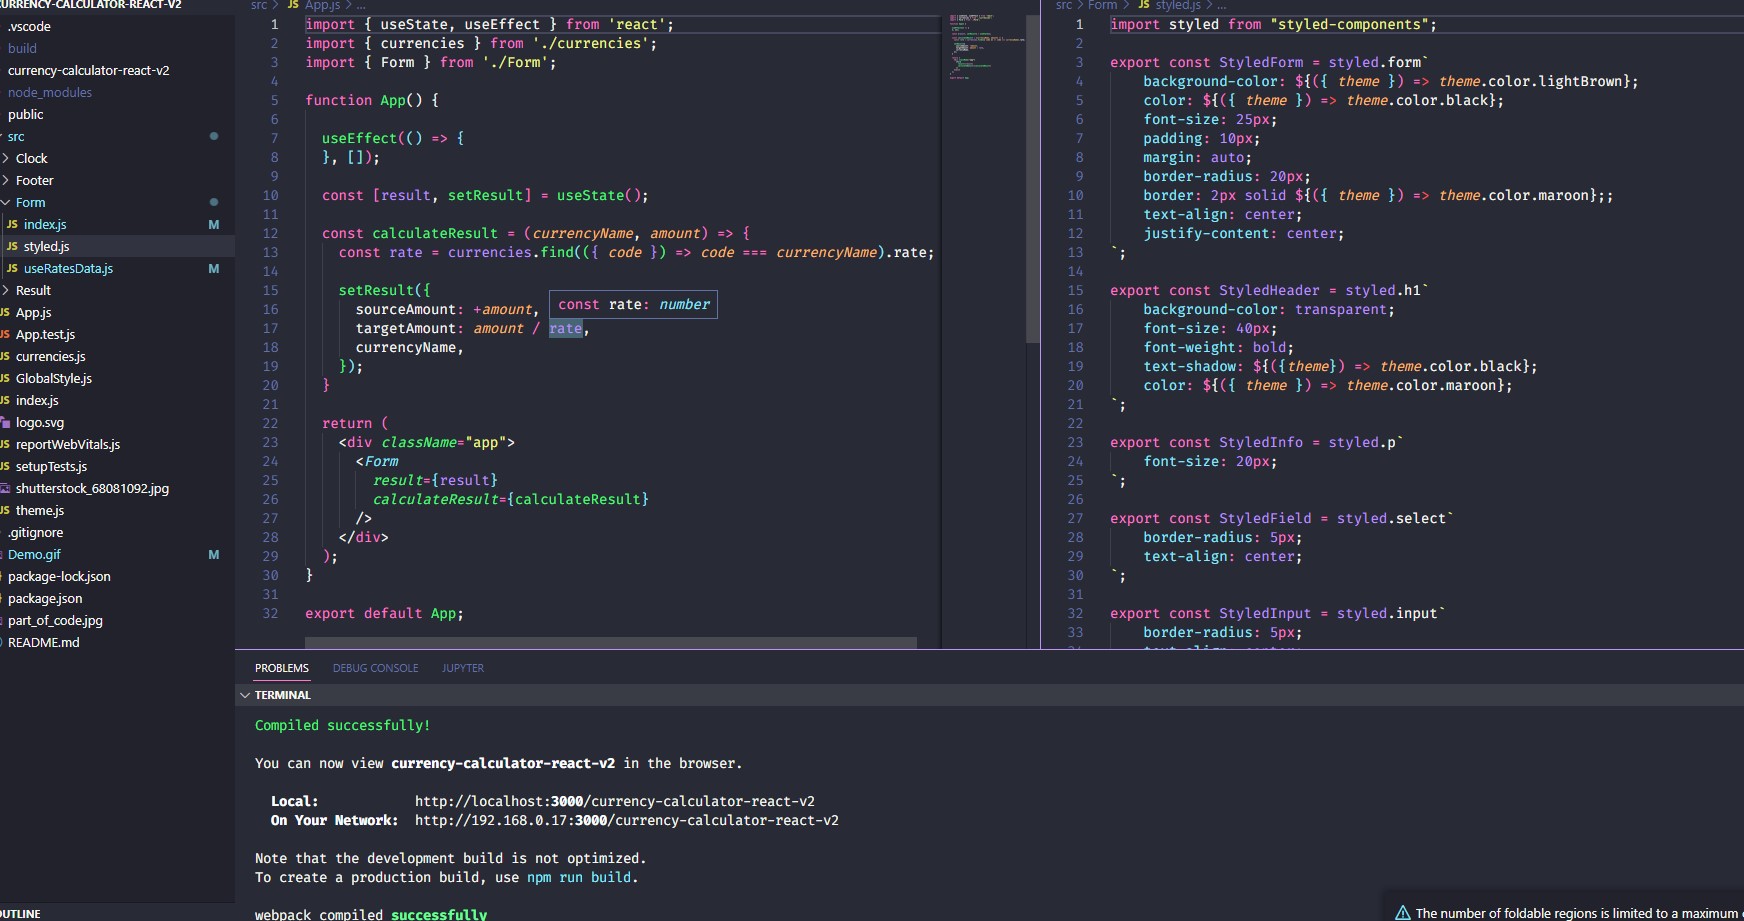 CURRENCY-CALCULATOR-REACT-V2
.vscode
build
currency-calculator-react-v2
node_modules
public
src
Clock
Footer
Form
JS index.js M
JS styled.js
JS useRatesData.js M
Result
JS App.js
JS App.test.js
JS currencies.js
JS GlobalStyle.js
JS index.js
logo.svg
JS reportWebVitals.js
JS setupTests.js
shutterstock_68081092.jpg
JS theme.js
.gitignore
Demo.gif M
package-lock.json
package.json
part_of_code.jpg
README.md
OUTLINE
src > JS App.js > ...
1 import { useState, useEffect } from 'react';
2 import { currencies } from './currencies';
3 import { Form } from './Form';
4
5 function App() {
6
7 useEffect(() => {
8 }, []);
9
10 const [result, setResult] = useState();
11
12 const calculateResult = (currencyName, amount) => {
13 const rate = currencies.find(({ code }) => code === currencyName).rate;
14
15 setResult({
16 sourceAmount: +amount,
const rate: number
17 targetAmount: amount / rate,
18 currencyName,
19 });
20 }
21
22 return (
23 <div className="app">
24 <Form
25 result={result}
26 calculateResult={calculateResult}
27 />
28 </div>
29 );
30 }
31
32 export default App;
src > Form > JS styled.js > ...
1 import styled from "styled-components";
2
3 export const StyledForm = styled.form`
4 background-color: ${({ theme }) => theme.color.lightBrown};
5 color: ${({ theme }) => theme.color.black};
6 font-size: 25px;
7 padding: 10px;
8 margin: auto;
9 border-radius: 20px;
10 border: 2px solid ${({ theme }) => theme.color.maroon};;
11 text-align: center;
12 justify-content: center;
13 `;
14
15 export const StyledHeader = styled.h1`
16 background-color: transparent;
17 font-size: 40px;
18 font-weight: bold;
19 text-shadow: ${({theme}) => theme.color.black};
20 color: ${({ theme }) => theme.color.maroon};
21 `;
22
23 export const StyledInfo = styled.p`
24 font-size: 20px;
25 `;
26
27 export const StyledField = styled.select`
28 border-radius: 5px;
29 text-align: center;
30 `;
31
32 export const StyledInput = styled.input`
33 border-radius: 5px;
PROBLEMS DEBUG CONSOLE JUPYTER
TERMINAL
Compiled successfully!
You can now view currency-calculator-react-v2 in the browser.
Local: http://localhost:3000/currency-calculator-react-v2
On Your Network: http://192.168.0.17:3000/currency-calculator-react-v2
Note that the development build is not optimized.
To create a production build, use npm run build.
webpack compiled successfully
The number of foldable regions is limited to a maximum